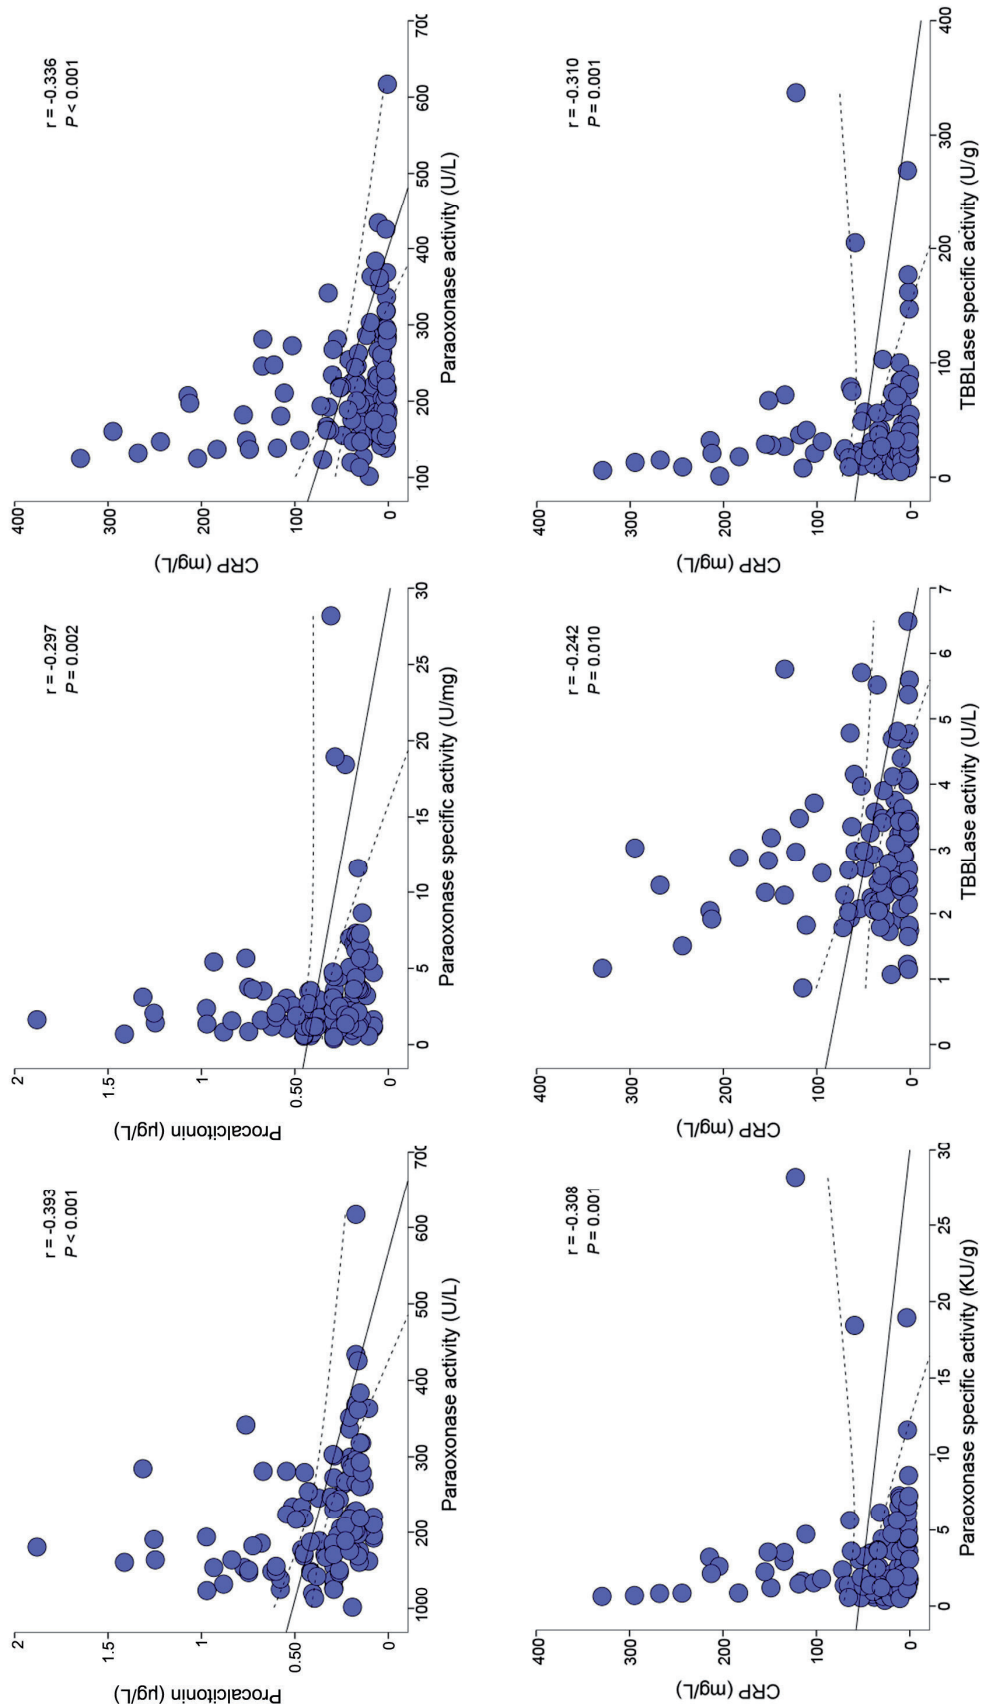 r = -0.393
P < 0.001
Procalcitonin (μg/L)
2
1.5
1
0.50
0
1000 200 300 400 500 600 700
Paraoxonase activity (U/L)
r = -0.297
P = 0.002
Procalcitonin (μg/L)
2
1.5
1
0.50
0
0 5 10 15 20 25 30
Paraoxonase specific activity (U/mg)
r = -0.336
P < 0.001
CRP (mg/L)
400
300
200
100
0
100 200 300 400 500 600 700
Paraoxonase activity (U/L)
r = -0.308
P = 0.001
CRP (mg/L)
400
300
200
100
0
0 5 10 15 20 25 30
Paraoxonase specific activity (KU/g)
r = -0.242
P = 0.010
CRP (mg/L)
400
300
200
100
0
0 1 2 3 4 5 6 7
TBBLase activity (U/L)
r = -0.310
P = 0.001
CRP (mg/L)
400
300
200
100
0
0 100 200 300 400
TBBLase specific activity (U/g)